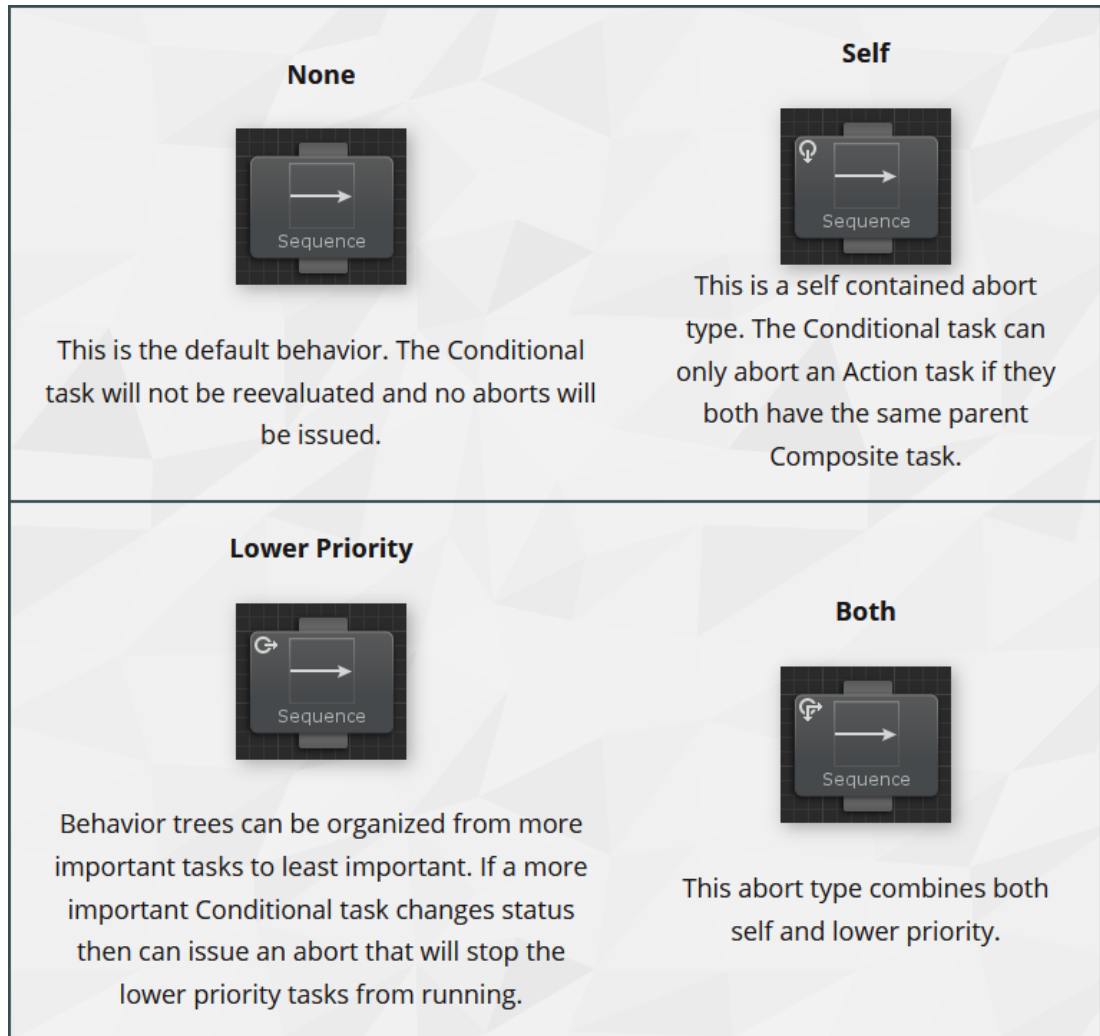 None
Sequence
This is the default behavior. The Conditional
task will not be reevaluated and no aborts will
be issued.
Self
Sequence
This is a self contained abort
type. The Conditional task can
only abort an Action task if they
both have the same parent
Composite task.
Lower Priority
Sequence
Behavior trees can be organized from more
important tasks to least important. If a more
important Conditional task changes status
then can issue an abort that will stop the
lower priority tasks from running.
Both
Sequence
This abort type combines both
self and lower priority.